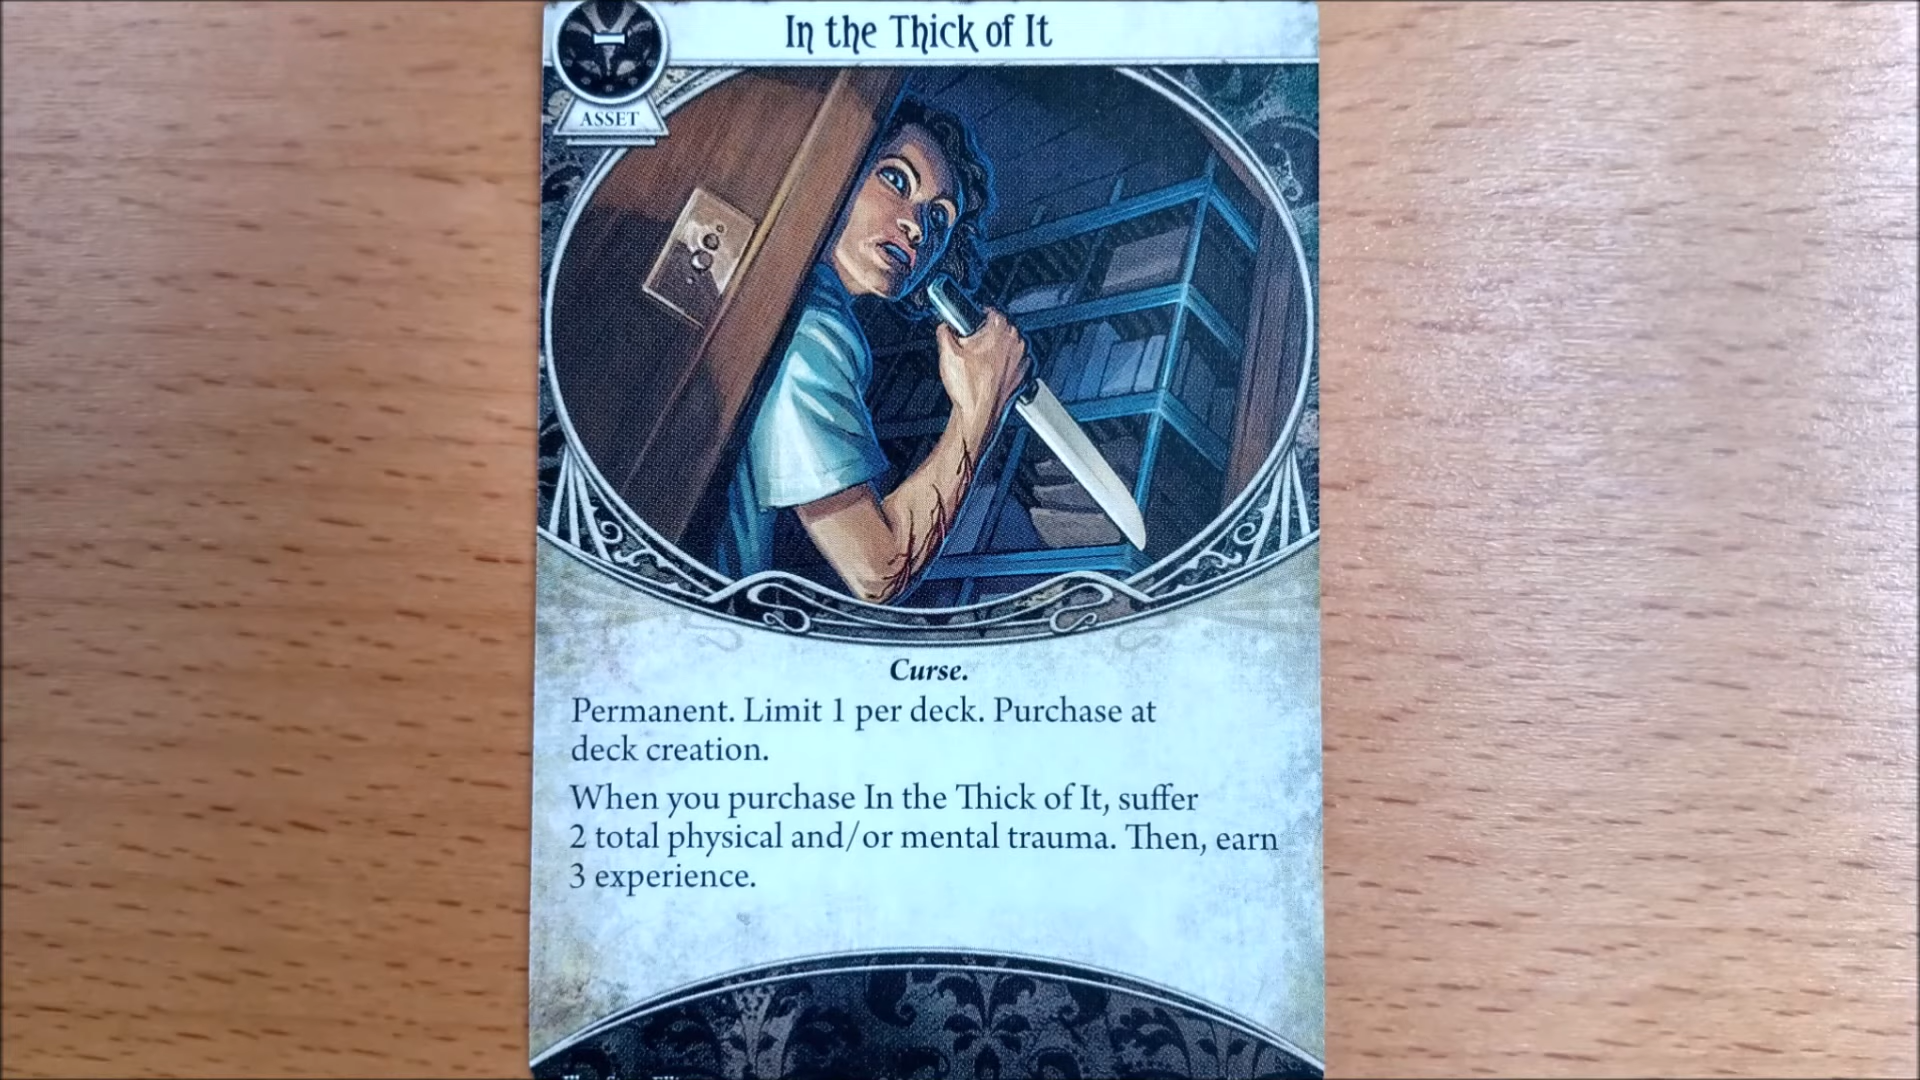 In the Thick of It
ASSET
Curse.
Permanent. Limit 1 per deck. Purchase at
deck creation.
When you purchase In the Thick of It, suffer
2 total physical and/or mental trauma. Then, earn
3 experience.